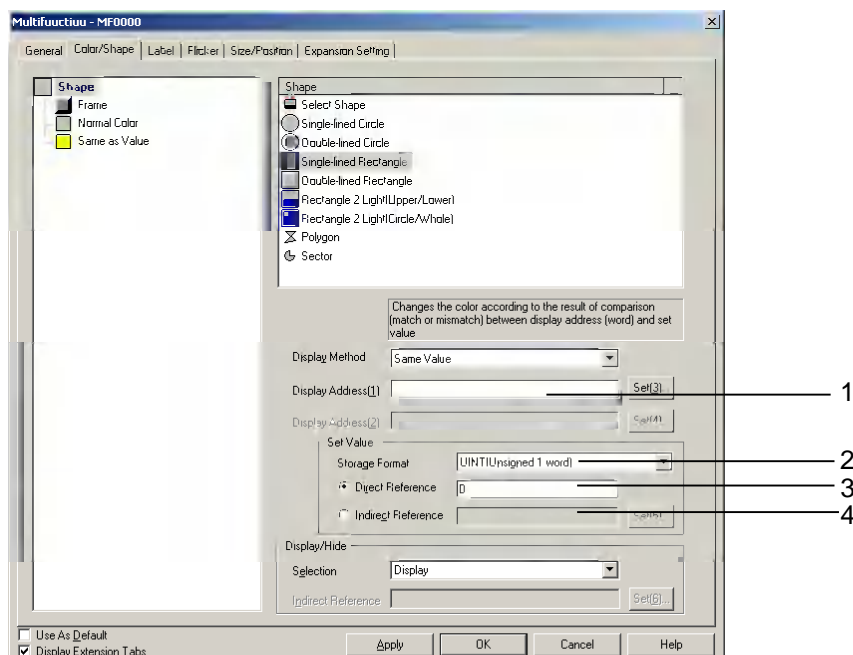 Multifuuctiuu - MF0000
General Color/Shape Label Flicker Size/Position Expansion Setting
Shape
Frame
Normal Color
Same as Value
Shape
Select Shape
Single-lined Circle
Double-lined Circle
Single-lined Rectangle
Double-lined Rectangle
Rectangle 2 Light(Upper/Lower)
Rectangle 2 Light(Circle/Whole)
Polygon
Sector
Changes the color according to the result of comparison
(match or mismatch) between display address (word) and set
value
Display Method Same Value
Display Address(1) Set(3)... 1
Display Address(2) Set(4)...
Set Value
Storage Format UINT(Unsigned 1 word) 2
Direct Reference 0 3
Indirect Reference Set(5)... 4
Display/Hide
Selection Display
Indirect Reference Set(6)...
Use As Default
Display Extension Tabs
Apply OK Cancel Help